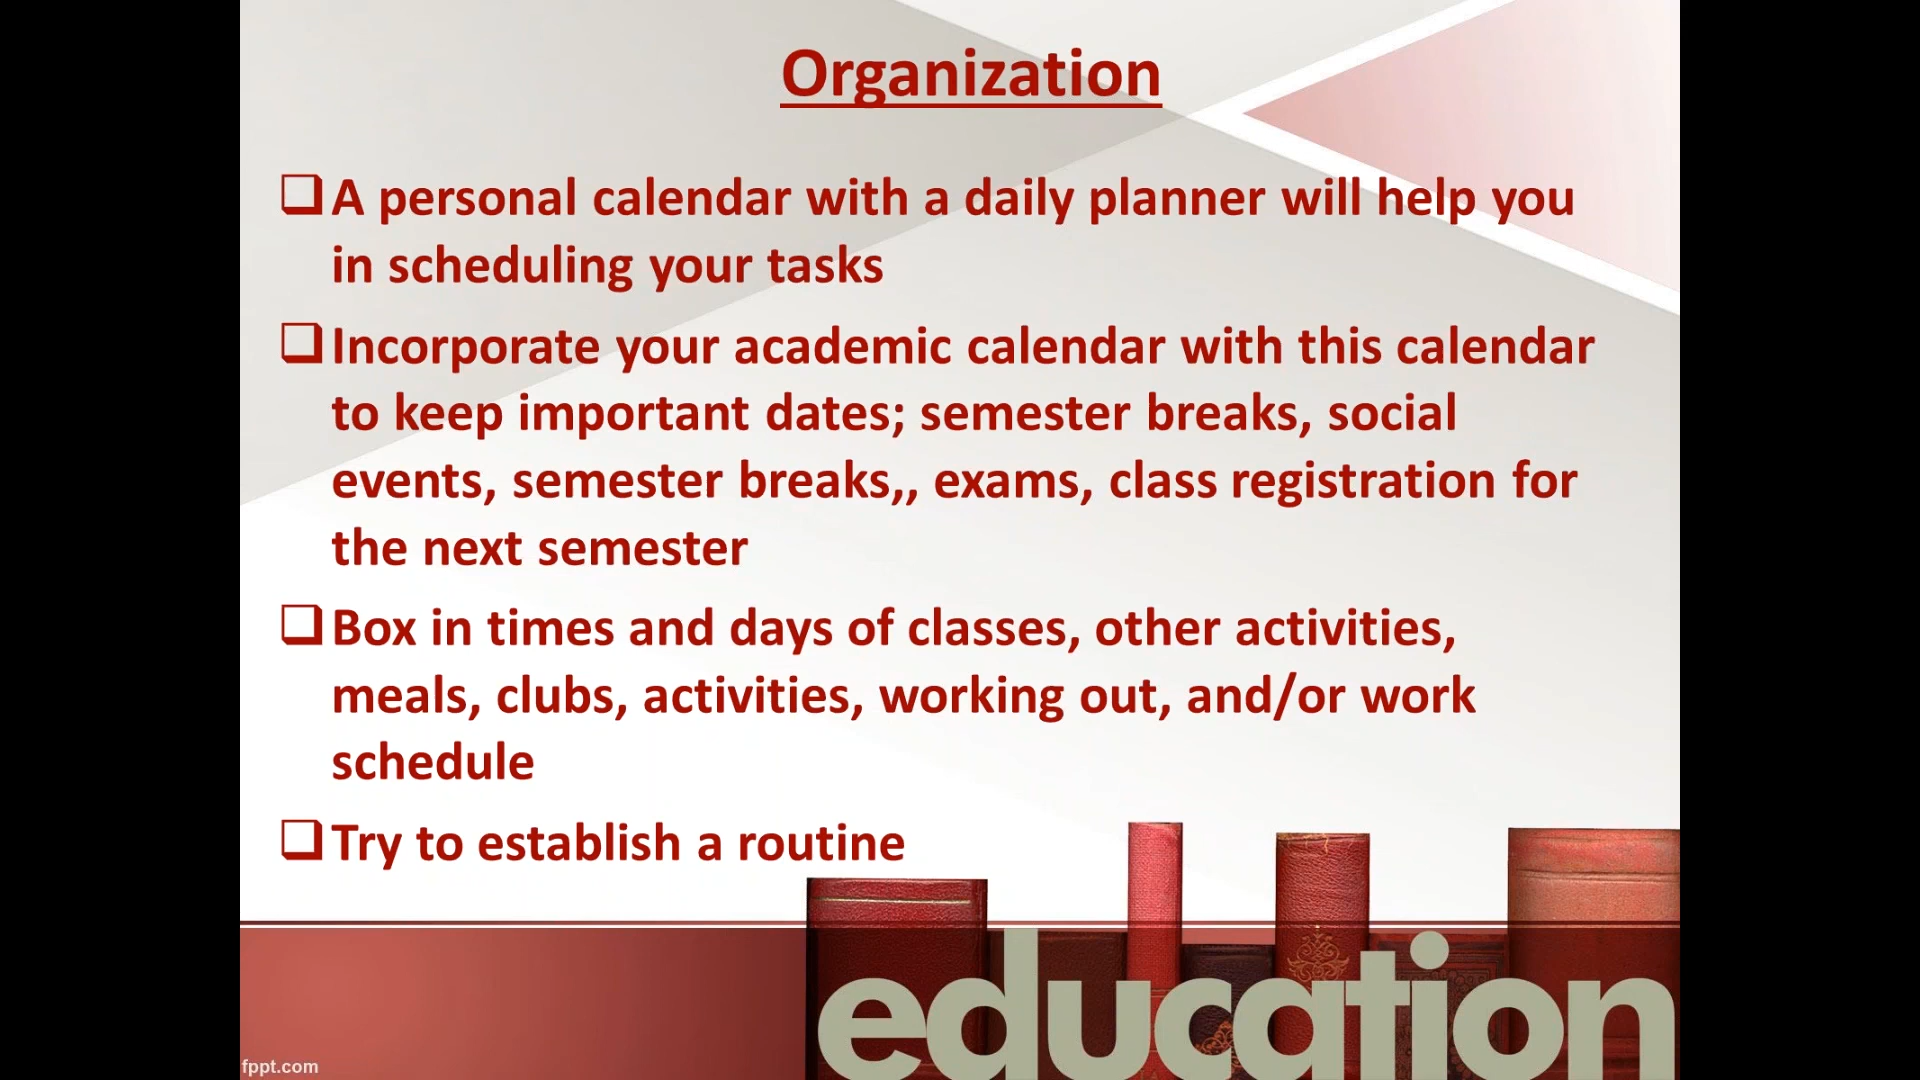 Organization
❑A personal calendar with a daily planner will help you
in scheduling your tasks
❑Incorporate your academic calendar with this calendar
to keep important dates; semester breaks, social
events, semester breaks,, exams, class registration for
the next semester
❑Box in times and days of classes, other activities,
meals, clubs, activities, working out, and/or work
schedule
❑Try to establish a routine
education
fppt.com